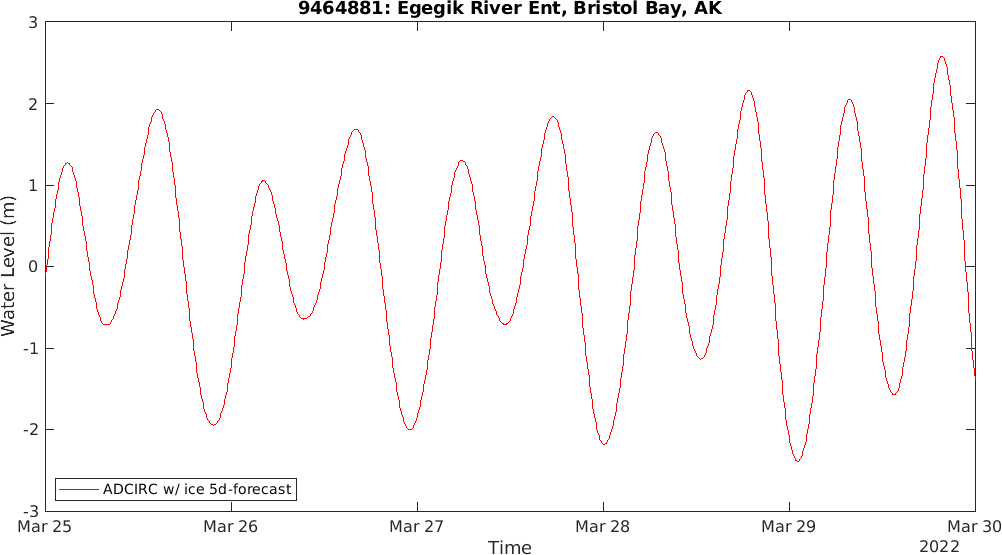 9464881: Egegik River Ent, Bristol Bay, AK
Water Level (m)
3
2
1
0
-1
-2
-3
ADCIRC w/ ice 5d-forecast
Mar 25 Mar 26 Mar 27 Mar 28 Mar 29 Mar 30
Time
2022